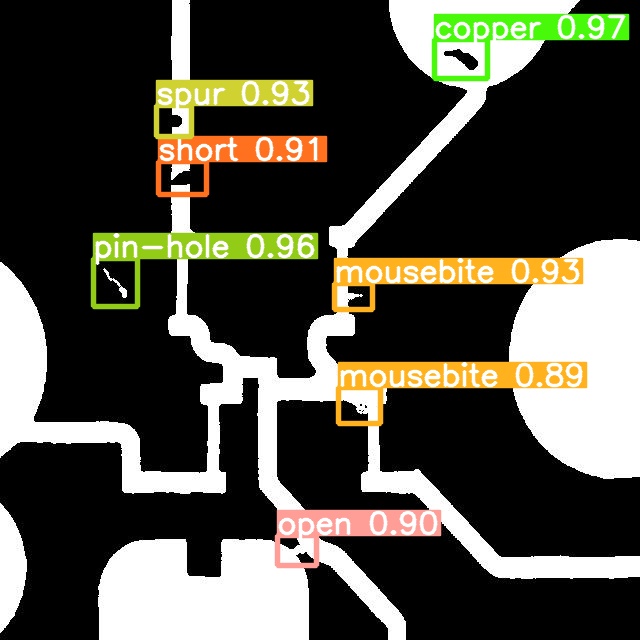 copper 0.97
spur 0.93
short 0.91
pin-hole 0.96
mousebite 0.93
mousebite 0.89
open 0.90